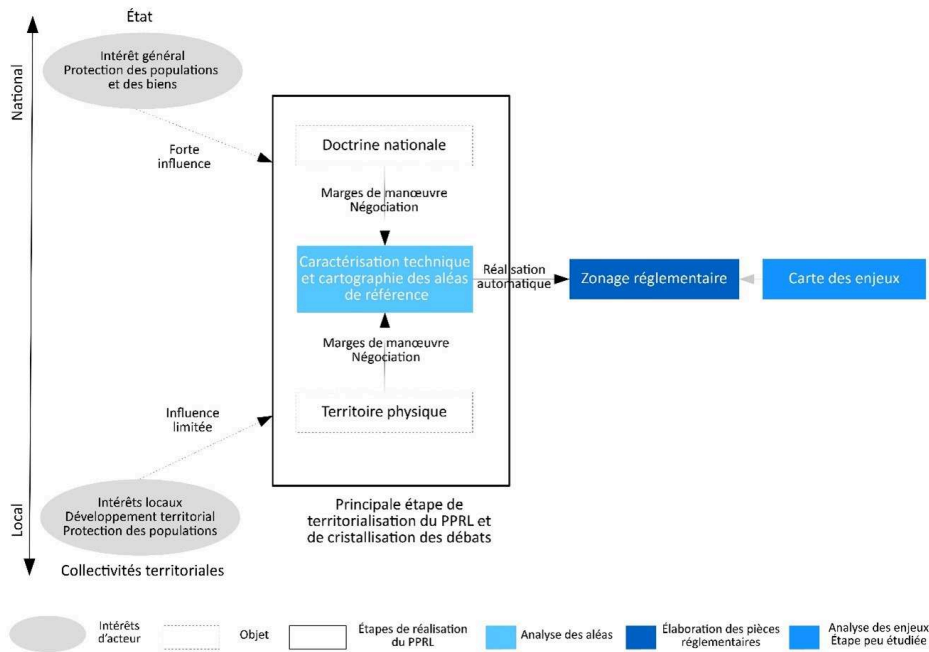 État
National
Intérêt général
Protection des populations
et des biens
Forte
influence
Doctrine nationale
Marges de manœuvre
Négociation
Caractérisation technique
et cartographie des aléas
de référence
Réalisation
automatique
Zonage réglementaire
Carte des enjeux
Marges de manœuvre
Négociation
Territoire physique
Influence
limitée
Local
Intérêts locaux
Développement territorial
Protection des populations
Collectivités territoriales
Principale étape de
territorialisation du PPRL et
de cristallisation des débats
Intérêts
d'acteur
Objet
Étapes de réalisation
du PPRL
Analyse des aléas
Élaboration des pièces
réglementaires
Analyse des enjeux
Étape peu étudiée